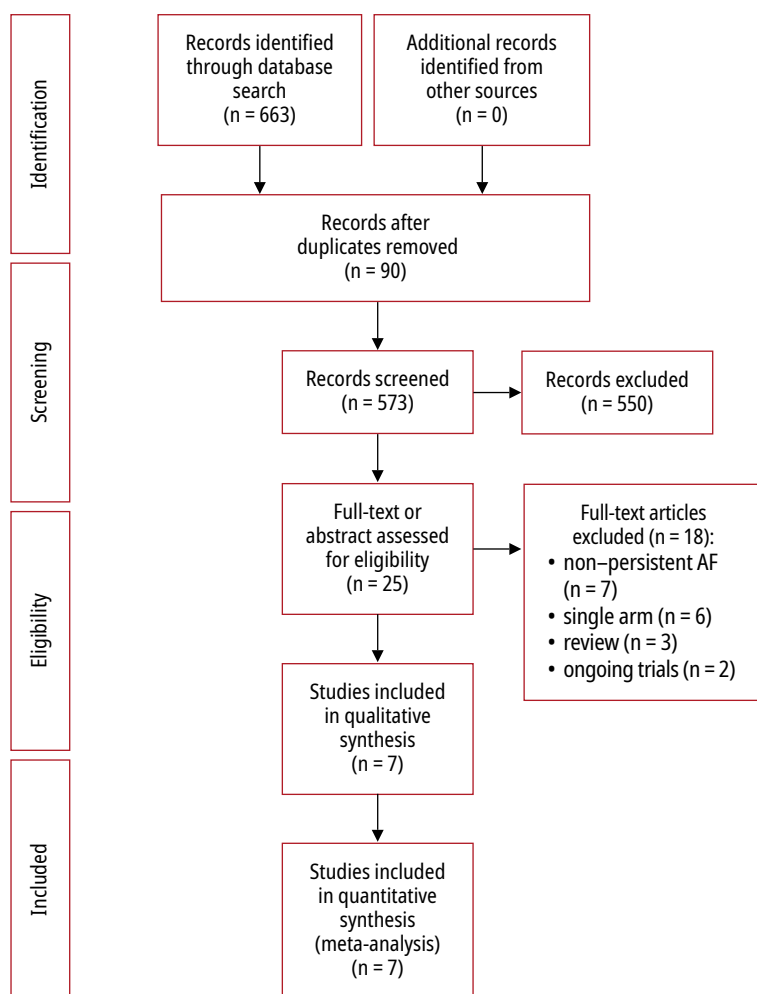 Identification
Records identified
through database
search
(n = 663)
Additional records
identified from
other sources
(n = 0)
Records after
duplicates removed
(n = 90)
Screening
Records screened
(n = 573)
Records excluded
(n = 550)
Eligibility
Full-text or
abstract assessed
for eligibility
(n = 25)
Full-text articles
excluded (n = 18):
• non–persistent AF
(n = 7)
• single arm (n = 6)
• review (n = 3)
• ongoing trials (n = 2)
Studies included
in qualitative
synthesis
(n = 7)
Included
Studies included
in quantitative
synthesis
(meta-analysis)
(n = 7)